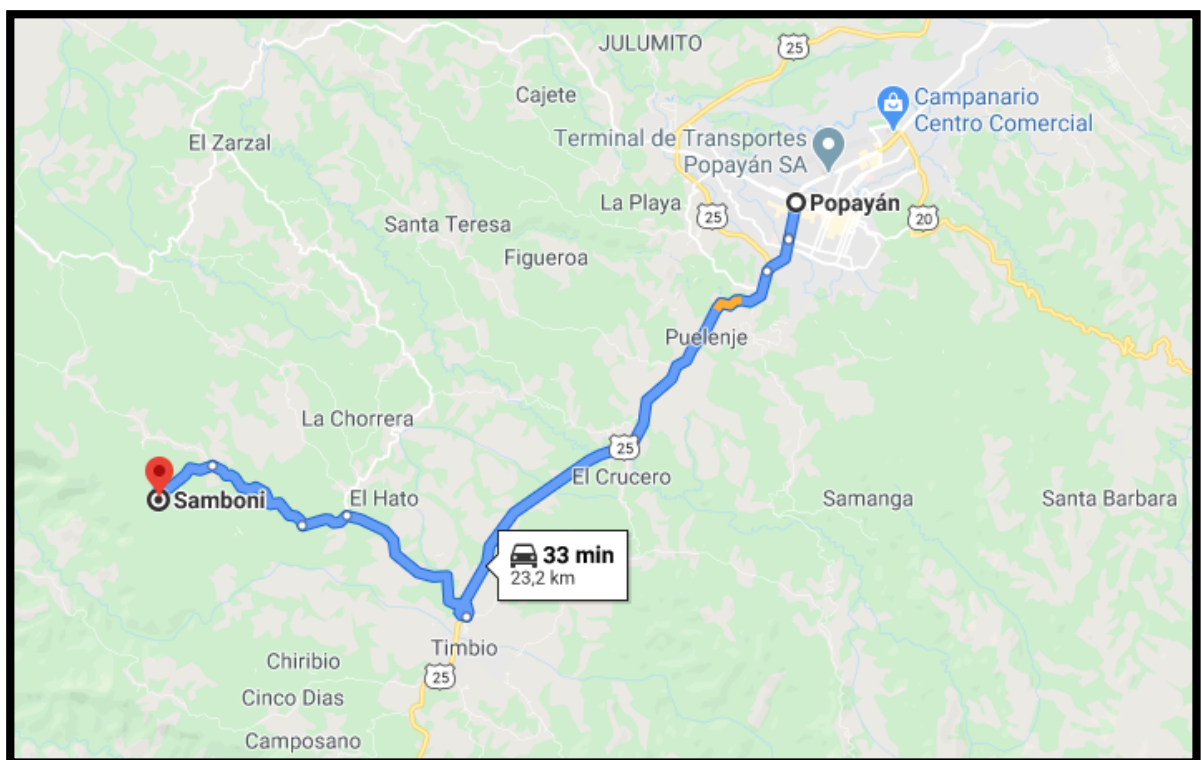 JULUMITO
25
Cajete
Campanario
Centro Comercial
El Zarzal
Terminal de Transportes
Popayán SA
La Playa
Popayán
25
20
Santa Teresa
Figueroa
Puelenje
La Chorrera
25
El Crucero
Samboni
El Hato
Samanga
Santa Barbara
33 min
23,2 km
Timbio
Chiribio
25
Cinco Dias
Camposano